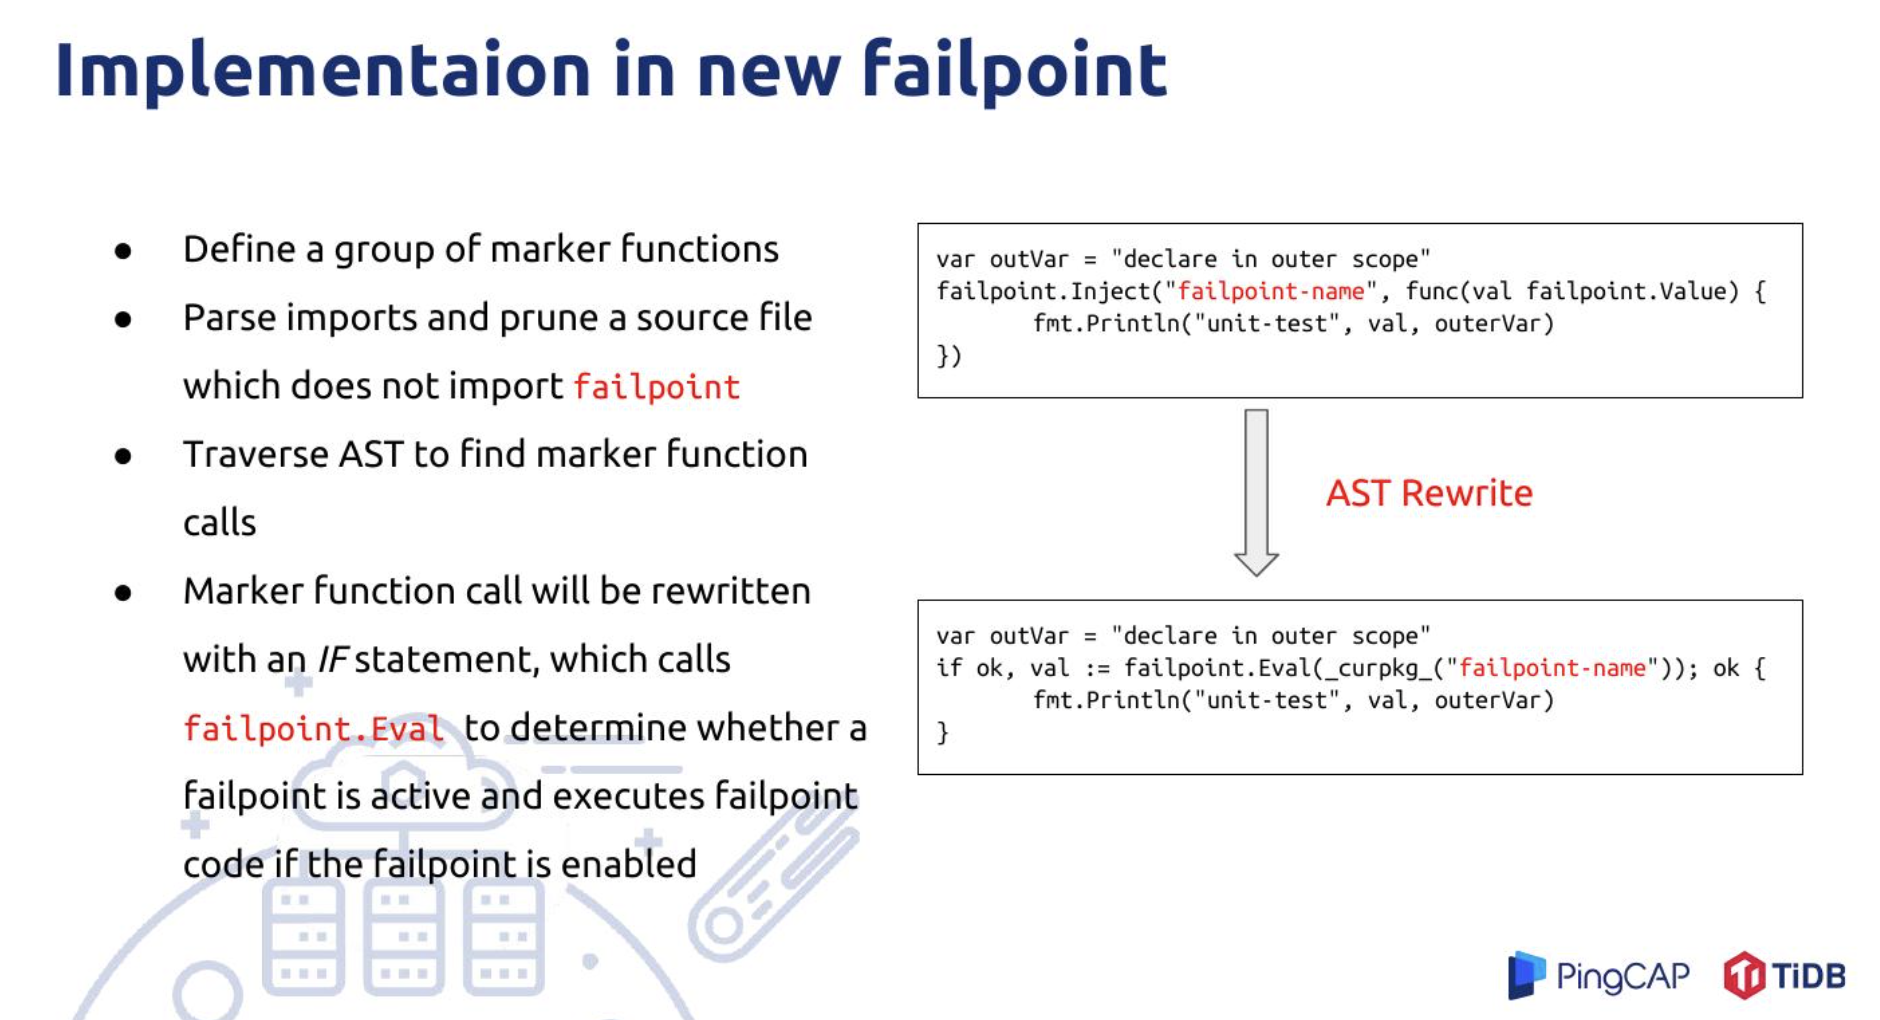 Implementaion in new failpoint
● Define a group of marker functions
● Parse imports and prune a source file
which does not import failpoint
● Traverse AST to find marker function
calls
● Marker function call will be rewritten
with an IF statement, which calls
failpoint.Eval to determine whether a
failpoint is active and executes failpoint
code if the failpoint is enabled
var outVar = "declare in outer scope"
failpoint.Inject("failpoint-name", func(val failpoint.Value) {
fmt.Println("unit-test", val, outerVar)
})
AST Rewrite
var outVar = "declare in outer scope"
if ok, val := failpoint.Eval(_curpkg_("failpoint-name")); ok {
fmt.Println("unit-test", val, outerVar)
}
PingCAP TiDB